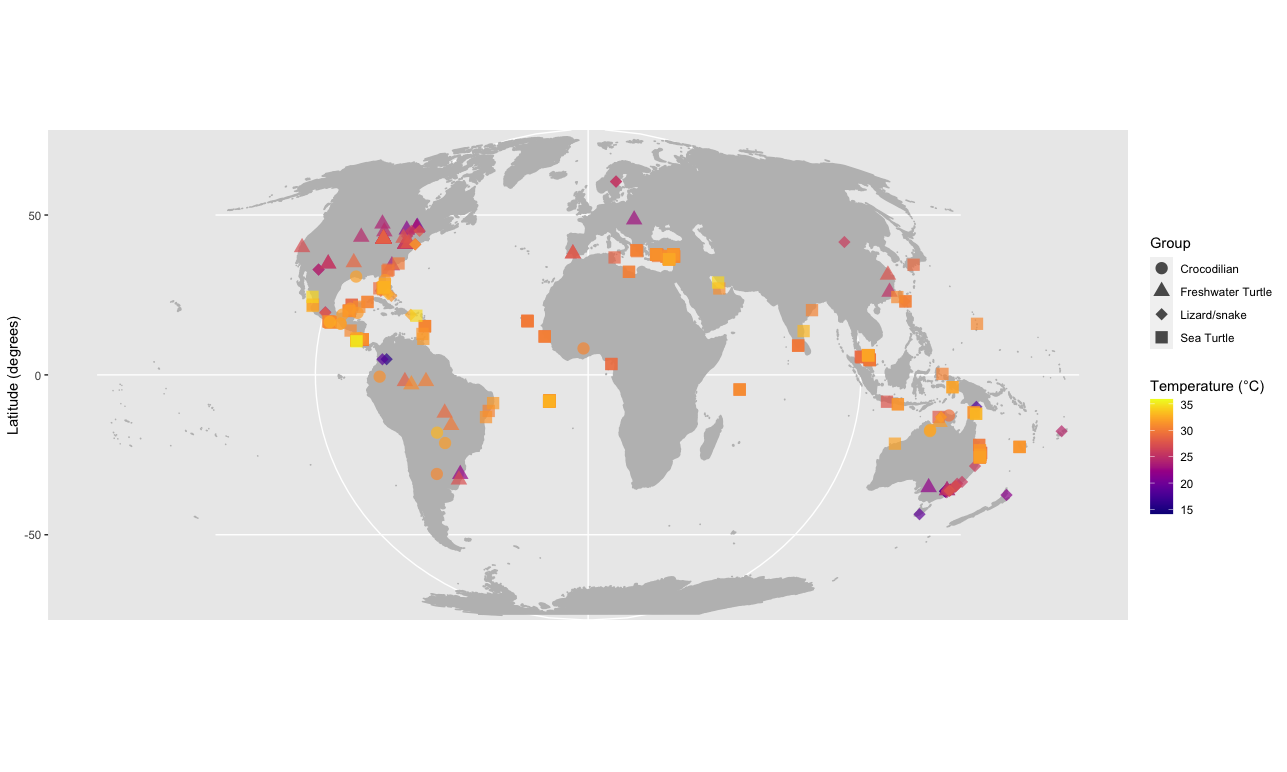 Latitude (degrees)
50
0
-50
Group
Crocodilian
Freshwater Turtle
Lizard/snake
Sea Turtle
Temperature (°C)
35
30
25
20
15